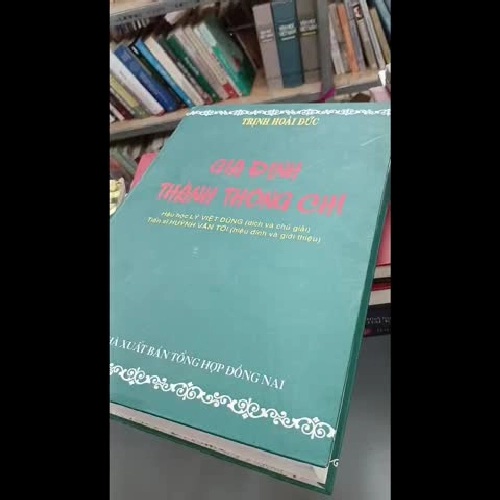 TRỊNH HOÀI ĐỨC
GIA ĐỊNH
THÀNH THÔNG CHÍ
Hậu học LÝ VIỆT DŨNG (dịch và chú giải)
Tiến sĩ HUỲNH VĂN TỚI (hiệu đính và giới thiệu)
XUẤT BẢN TỔNG HỢP ĐỒNG NAI